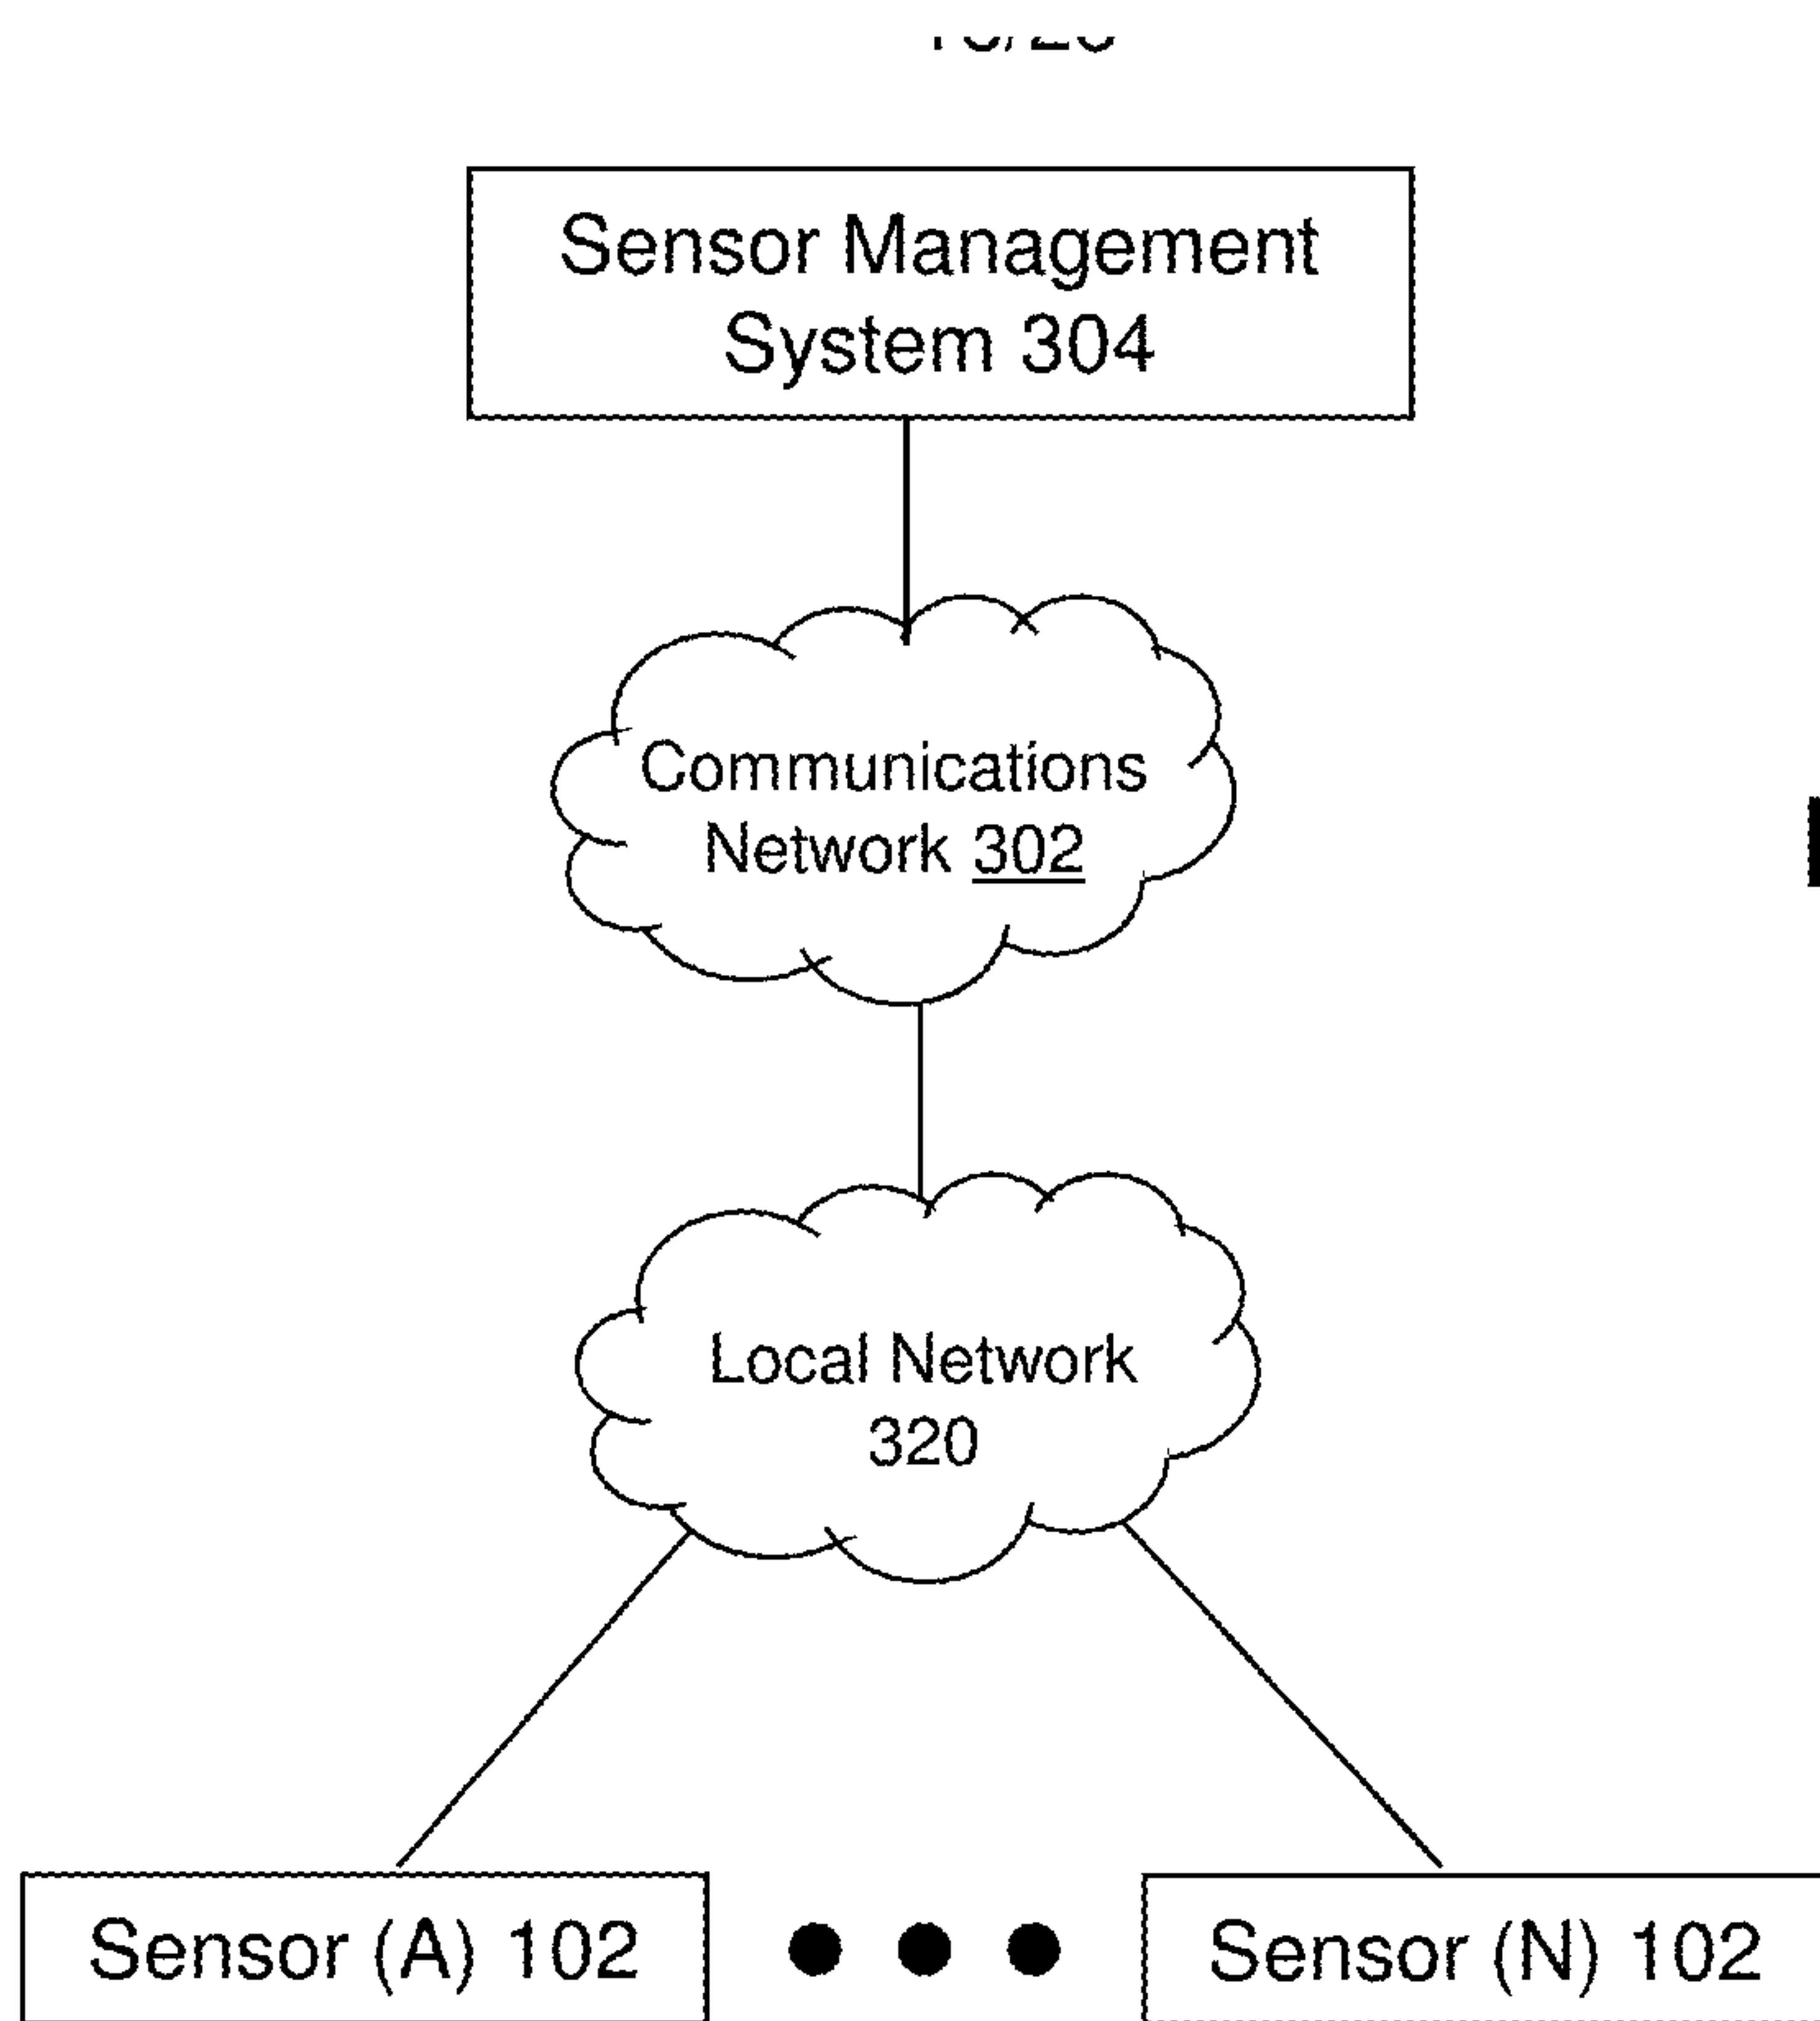 Sensor Management
System 304
Communications
Network 302
Local Network
320
Sensor (A) 102
Sensor (N) 102